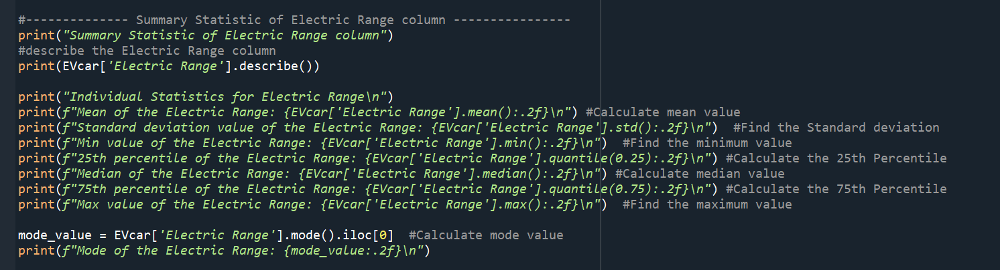 #-------------- Summary Statistic of Electric Range column ----------------
print("Summary Statistic of Electric Range column")
#describe the Electric Range column
print(EVcar['Electric Range'].describe())
print("Individual Statistics for Electric Range\n")
print(f"Mean of the Electric Range: {EVcar['Electric Range'].mean():.2f}\n") #Calculate mean value
print(f"Standard deviation value of the Electric Range: {EVcar['Electric Range'].std():.2f}\n")  #Find the Standard deviation
print(f"Min value of the Electric Range: {EVcar['Electric Range'].min():.2f}\n")  #Find the minimum value
print(f"25th percentile of the Electric Range: {EVcar['Electric Range'].quantile(0.25):.2f}\n") #Calculate the 25th Percentile
print(f"Median of the Electric Range: {EVcar['Electric Range'].median():.2f}\n") #Calculate median value
print(f"75th percentile of the Electric Range: {EVcar['Electric Range'].quantile(0.75):.2f}\n") #Calculate the 75th Percentile
print(f"Max value of the Electric Range: {EVcar['Electric Range'].max():.2f}\n")  #Find the maximum value
mode_value = EVcar['Electric Range'].mode().iloc[0]  #Calculate mode value
print(f"Mode of the Electric Range: {mode_value:.2f}\n")